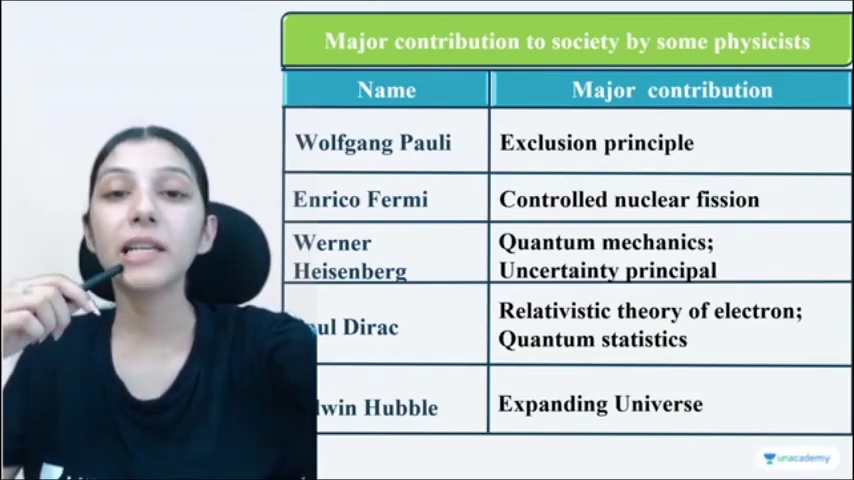 Major contribution to society by some physicists
Name Major contribution
Wolfgang Pauli Exclusion principle
Enrico Fermi Controlled nuclear fission
Werner Quantum mechanics;
Heisenberg Uncertainty principal
Relativistic theory of electron;
ul Dirac
Quantum statistics
lwin Hubble Expanding Universe
unacademy